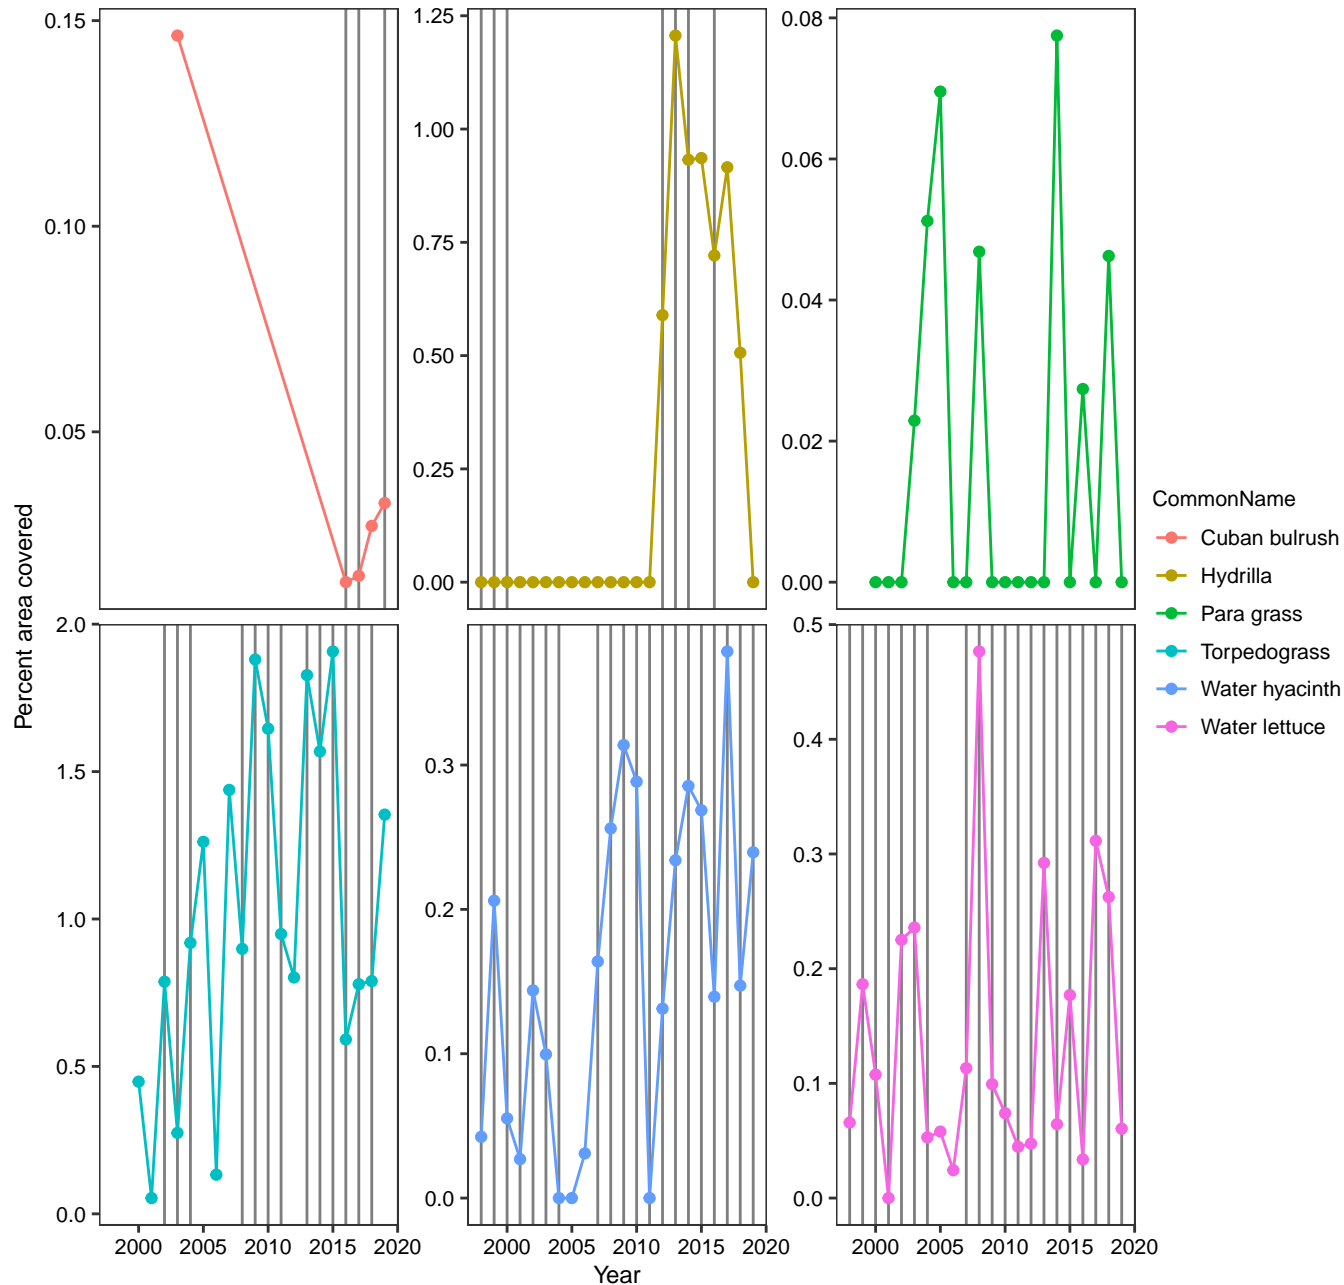 0.15
0.10
0.05
1.25
1.00
0.75
0.50
0.25
0.00
0.08
0.06
0.04
0.02
0.00
2.0
1.5
1.0
0.5
0.0
0.3
0.2
0.1
0.0
0.5
0.4
0.3
0.2
0.1
0.0
2000 2005 2010 2015 2020
2000 2005 2010 2015 2020
2000 2005 2010 2015 2020
Year
Percent area covered
CommonName
Cuban bulrush
Hydrilla
Para grass
Torpedograss
Water hyacinth
Water lettuce